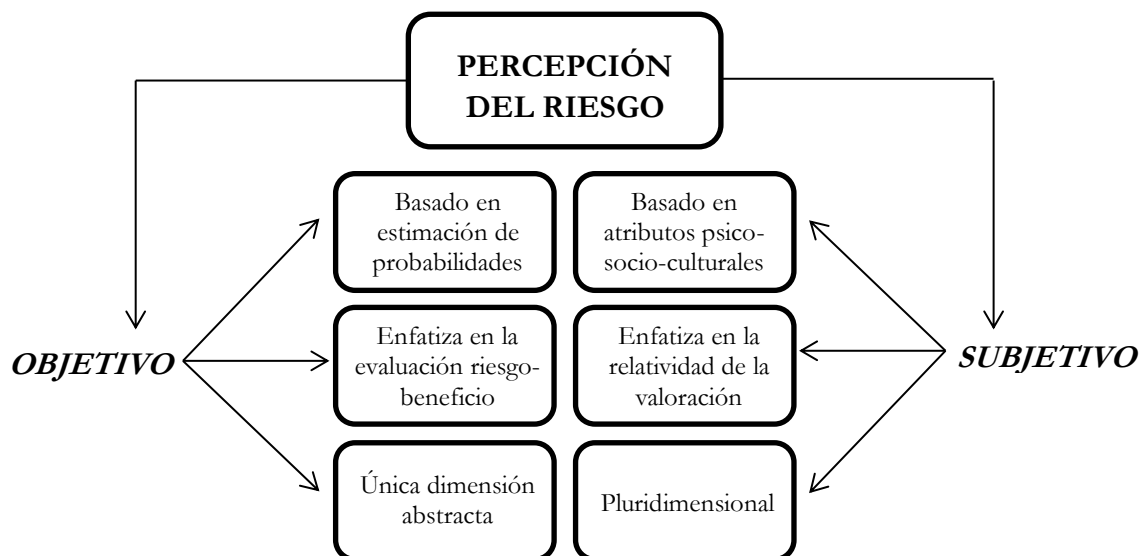 PERCEPCIÓN
DEL RIESGO
Basado en
estimación de
probabilidades
Basado en
atributos psico-
socio-culturales
OBJETIVO
Enfatiza en la
evaluación riesgo-
beneficio
Enfatiza en la
relatividad de la
valoración
SUBJETIVO
Única dimensión
abstracta
Pluridimensional